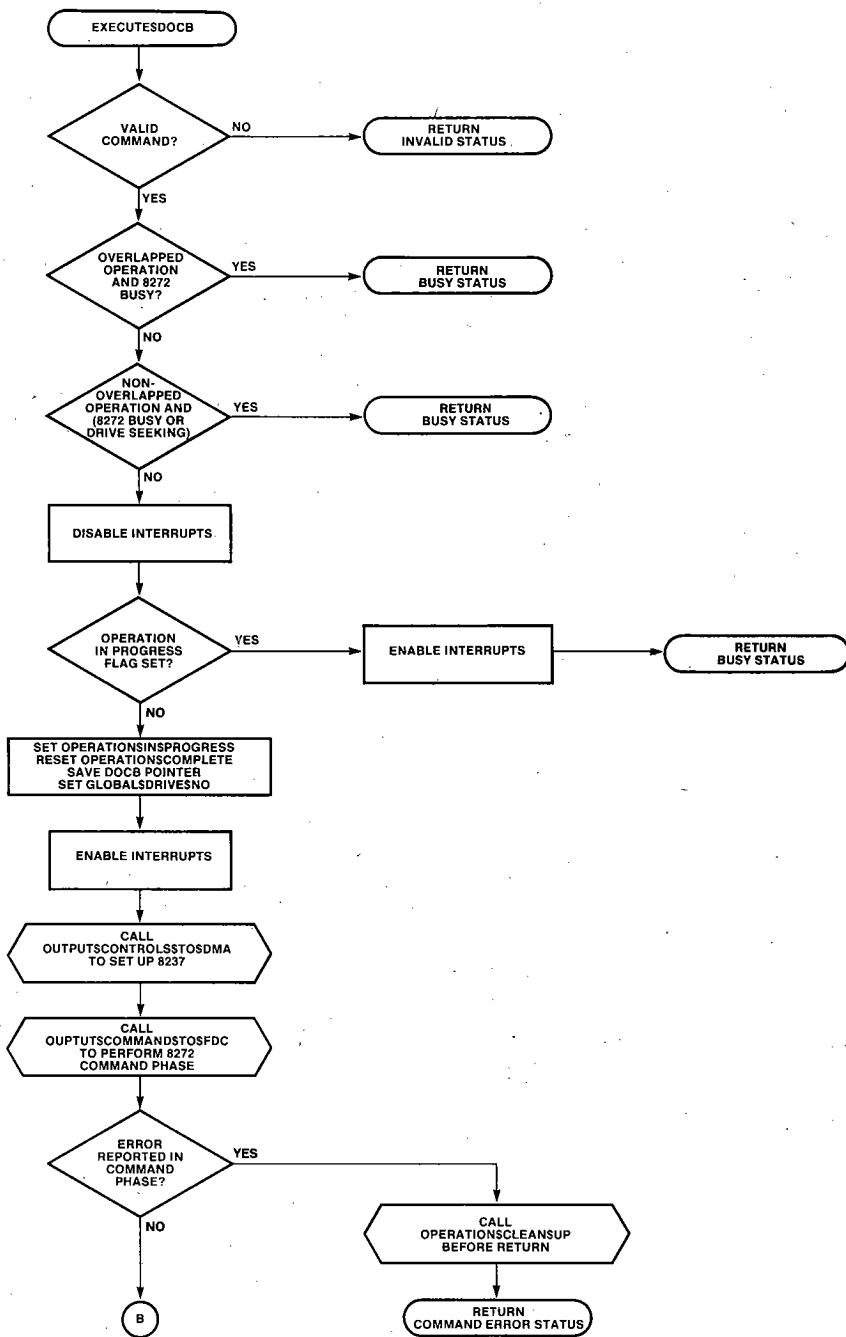 EXECUTE$DOCB
VALID
COMMAND?
NO
RETURN
INVALID STATUS
YES
OVERLAPPED
OPERATION
AND 8272
BUSY?
YES
RETURN
BUSY STATUS
NO
NON-
OVERLAPPED
OPERATION AND
(8272 BUSY OR
DRIVE SEEKING)
YES
RETURN
BUSY STATUS
NO
DISABLE INTERRUPTS
OPERATION
IN PROGRESS
FLAG SET?
YES
ENABLE INTERRUPTS
RETURN
BUSY STATUS
NO
SET OPERATION$IN$PROGRESS
RESET OPERATION$COMPLETE
SAVE DOCB POINTER
SET GLOBAL$DRIVE$NO
ENABLE INTERRUPTS
CALL
OUTPUT$CONTROLS$TO$DMA
TO SET UP 8237
CALL
OUPTUT$COMMAND$TO$FDC
TO PERFORM 8272
COMMAND PHASE
ERROR
REPORTED IN
COMMAND
PHASE?
YES
CALL
OPERATION$CLEAN$UP
BEFORE RETURN
NO
B
RETURN
COMMAND ERROR STATUS